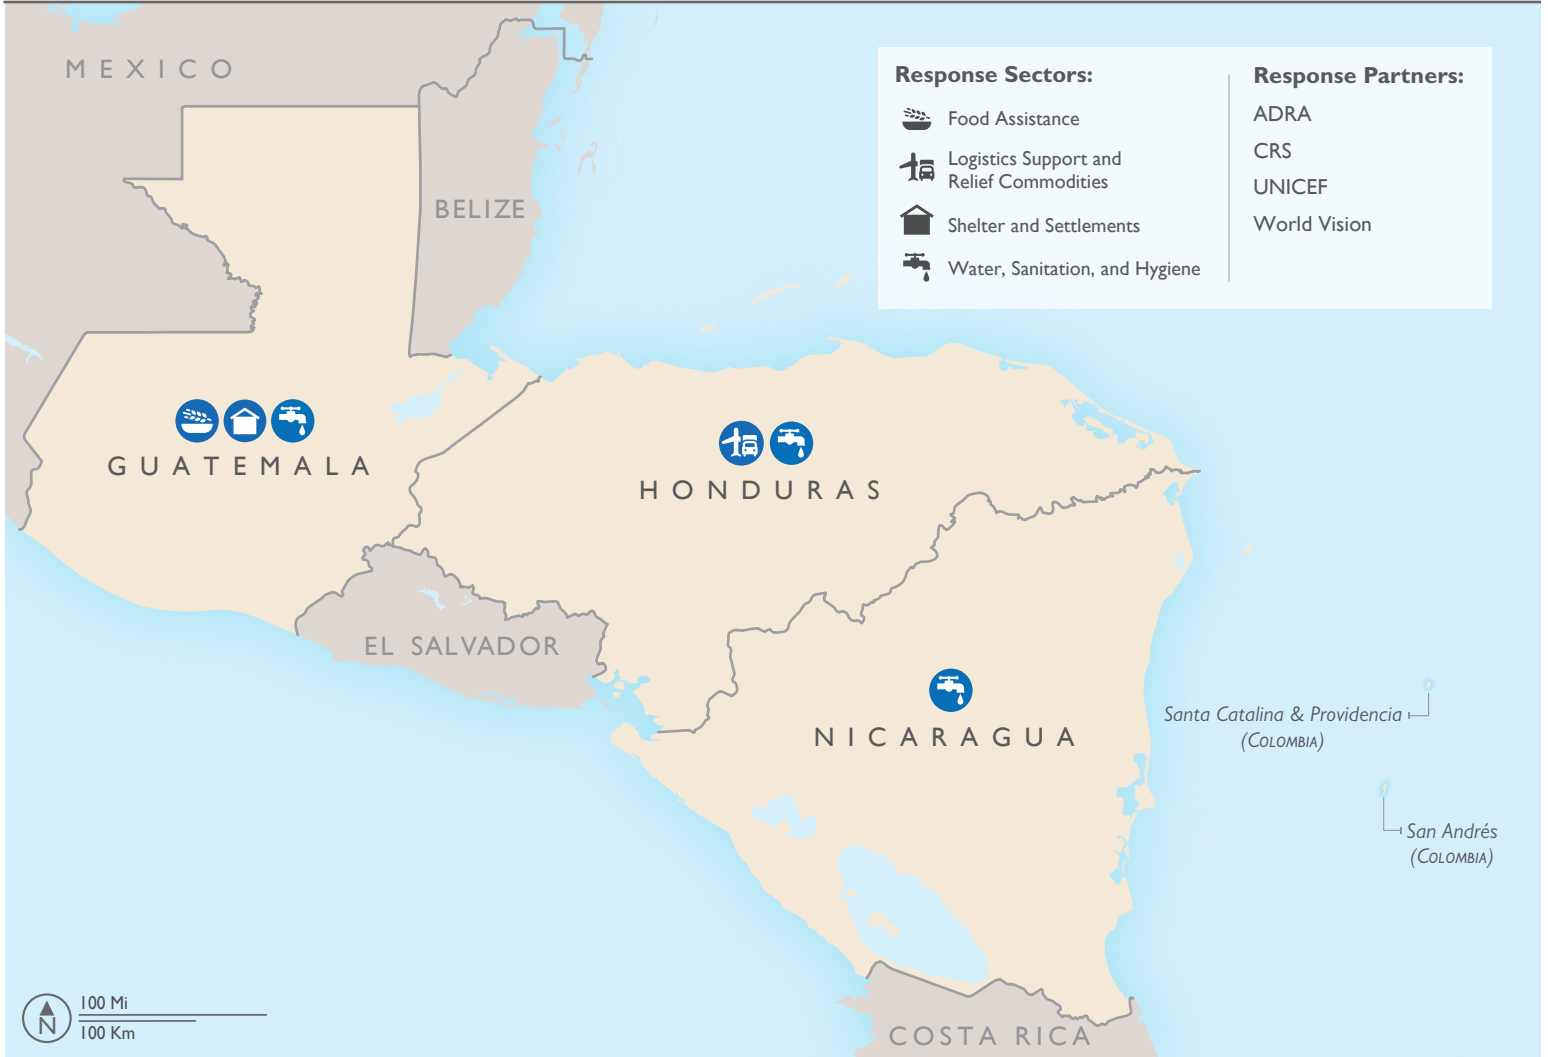 MEXICO
Response Sectors:
Food Assistance
Logistics Support and
Relief Commodities
Shelter and Settlements
Water, Sanitation, and Hygiene
Response Partners:
ADRA
CRS
UNICEF
World Vision
BELIZE
GUATEMALA
HONDURAS
EL SALVADOR
NICARAGUA
Santa Catalina & Providencia
(COLOMBIA)
San Andrés
(COLOMBIA)
100 Mi
N
100 Km
COSTA RICA